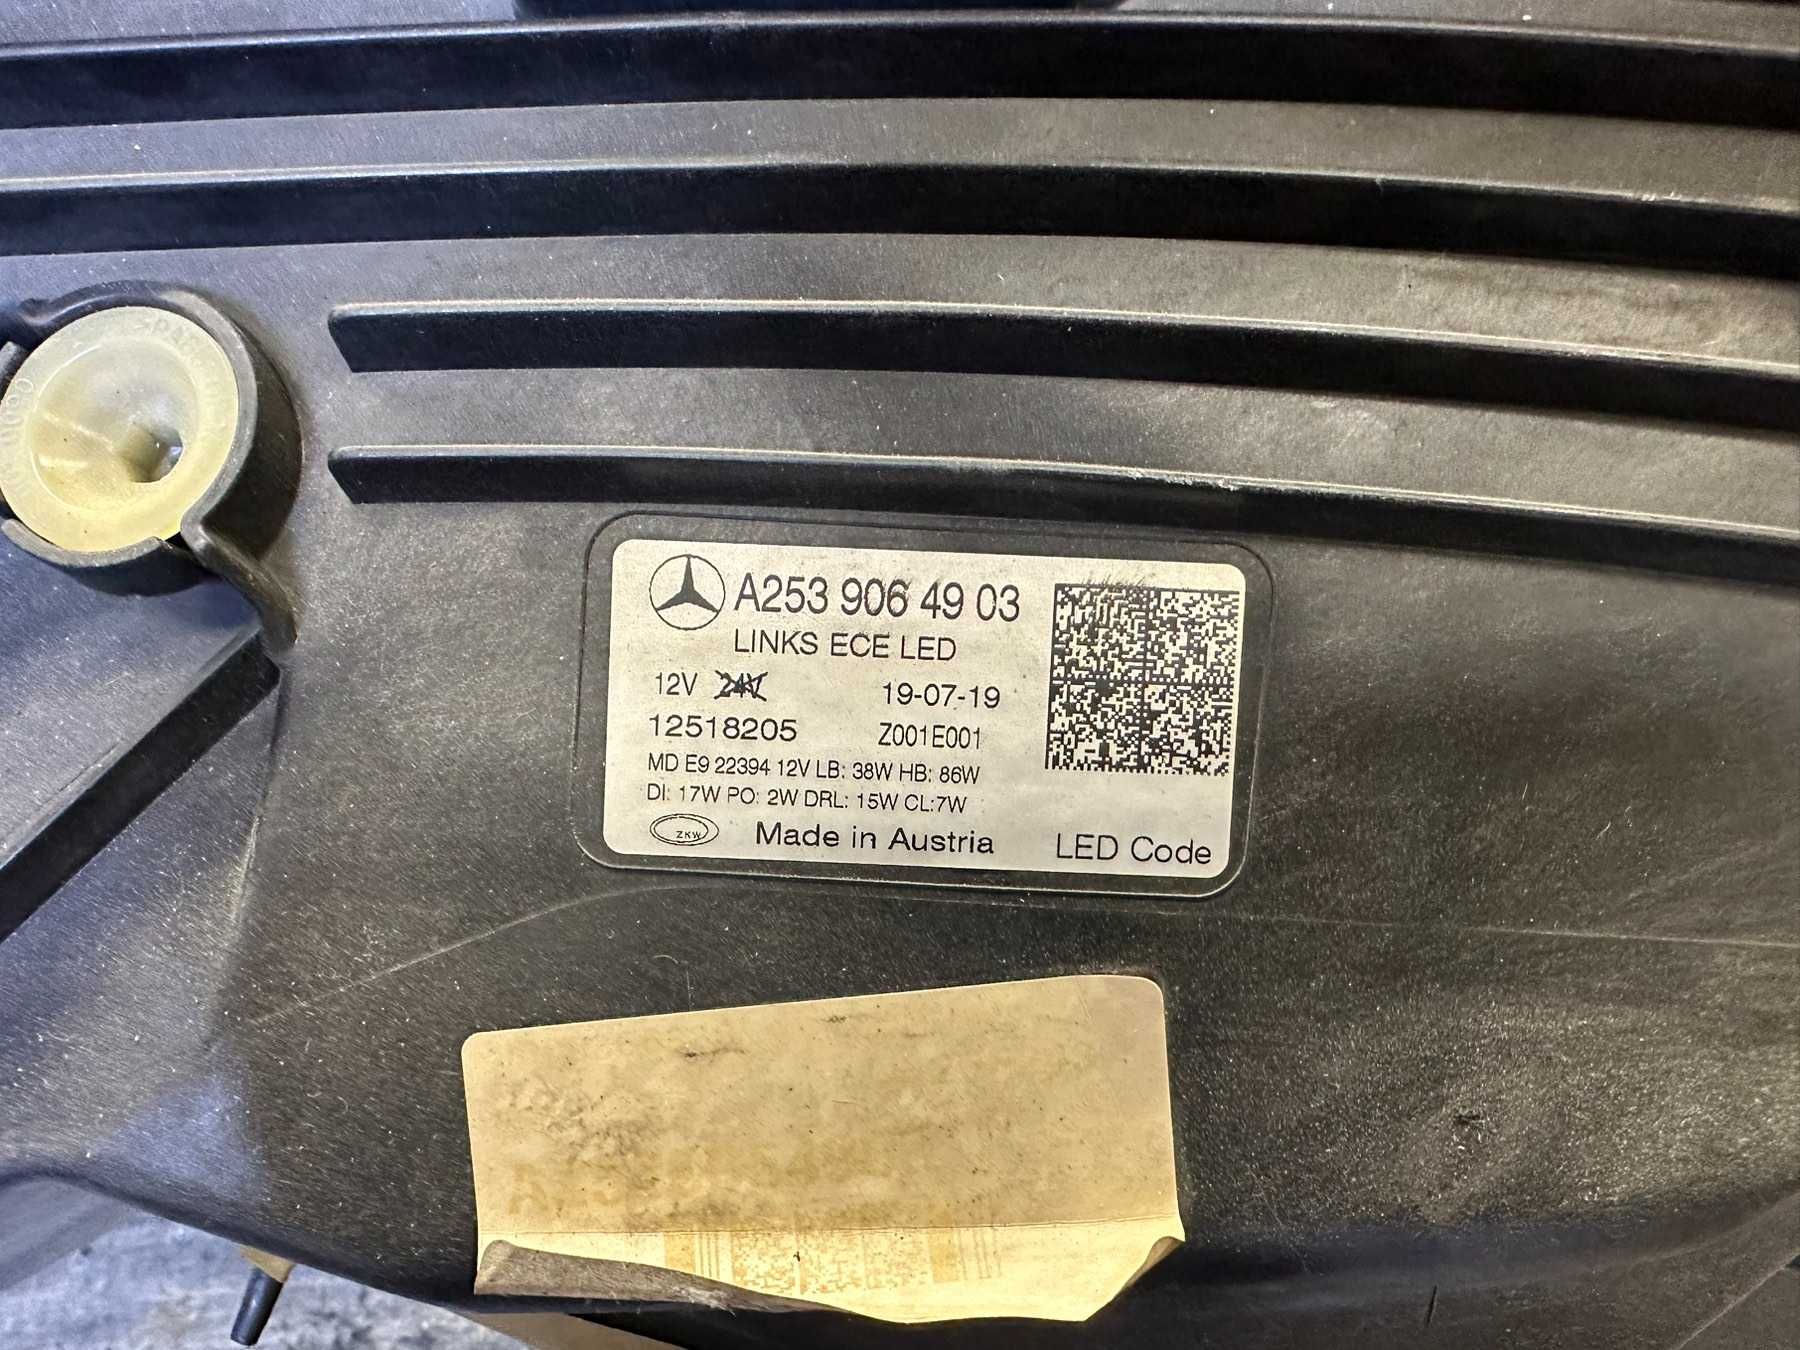 A253 906 49 03
LINKS ECE LED
12V 24V 19-07-19
12518205 Z001E001
MD E9 22394 12V LB: 38W HB: 86W
DI: 17W PO: 2W DRL: 15W CL:7W
ZKW Made in Austria LED Code